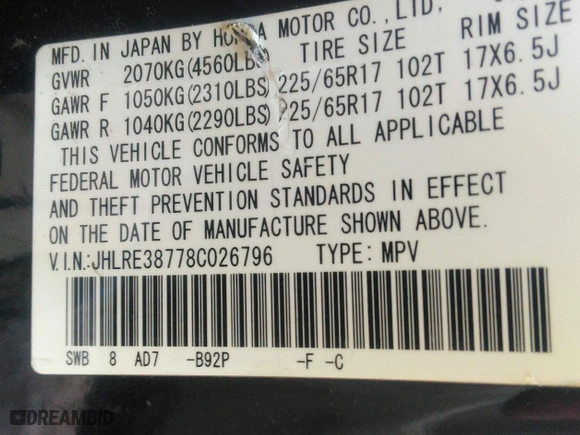 MFD. IN JAPAN BY HONDA MOTOR CO., LTD.
GVWR 2070KG(4560LBS) TIRE SIZE RIM SIZE
GAWR F 1050KG(2310LBS) 225/65R17 102T 17X6.5J
GAWR R 1040KG(2290LBS) 225/65R17 102T 17X6.5J
THIS VEHICLE CONFORMS TO ALL APPLICABLE
FEDERAL MOTOR VEHICLE SAFETY
AND THEFT PREVENTION STANDARDS IN EFFECT
ON THE DATE OF MANUFACTURE SHOWN ABOVE.
V.I.N:JHLRE38778C026796 TYPE: MPV
SWB 8 AD7 -B92P -F -C
DREAMBID